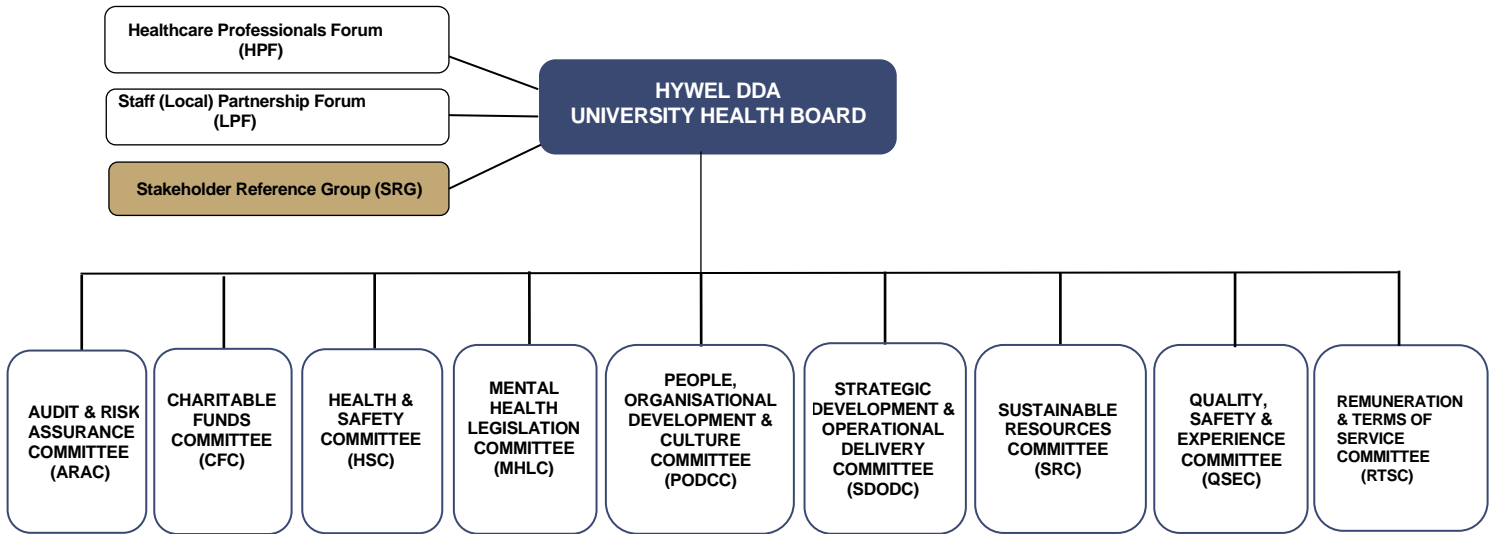 Healthcare Professionals Forum
(HPF)
Staff (Local) Partnership Forum
(LPF)
Stakeholder Reference Group (SRG)
HYWEL DDA
UNIVERSITY HEALTH BOARD
AUDIT & RISK
ASSURANCE
COMMITTEE
(ARAC)
CHARITABLE
FUNDS
COMMITTEE
(CFC)
HEALTH &
SAFETY
COMMITTEE
(HSC)
MENTAL
HEALTH
LEGISLATION
COMMITTEE
(MHLC)
PEOPLE,
ORGANISATIONAL
DEVELOPMENT &
CULTURE
COMMITTEE
(PODCC)
STRATEGIC
DEVELOPMENT &
OPERATIONAL
DELIVERY
COMMITTEE
(SDODC)
SUSTAINABLE
RESOURCES
COMMITTEE
(SRC)
QUALITY,
SAFETY &
EXPERIENCE
COMMITTEE
(QSEC)
REMUNERATION
& TERMS OF
SERVICE
COMMITTEE
(RTSC)